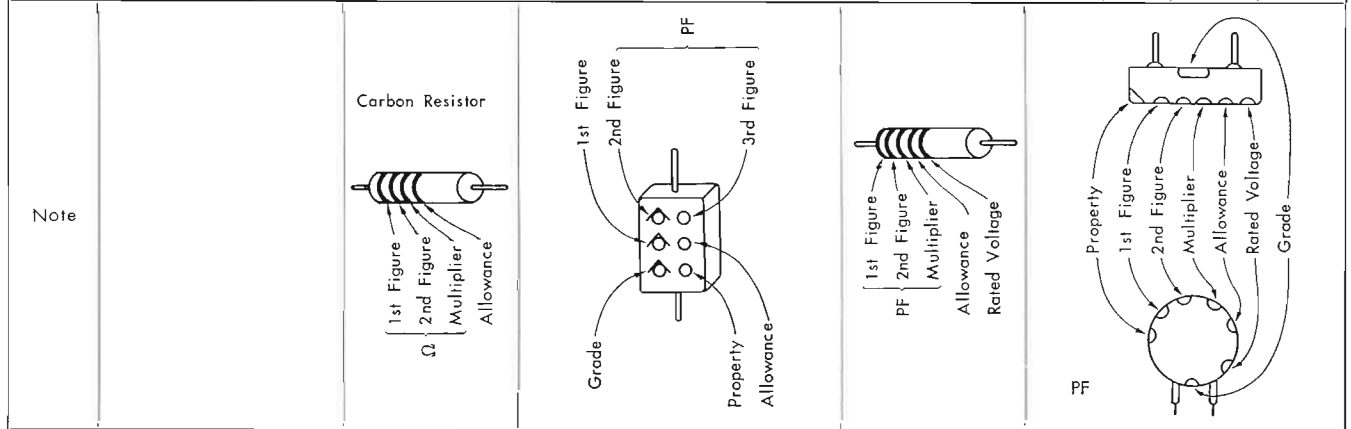 Note
Carbon Resistor
1st Figure
2nd Figure
Multiplier
Allowance
Ω
PF
1st Figure
2nd Figure
3rd Figure
Grade
Property
Allowance
1st Figure
2nd Figure
Multiplier
PF
Allowance
Rated Voltage
Property
1st Figure
2nd Figure
Multiplier
Allowance
Rated Voltage
Grade
PF